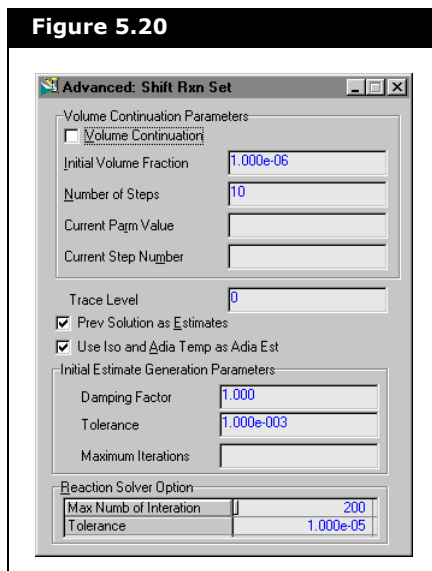 Figure 5.20
Advanced: Shift Rxn Set
Volume Continuation Parameters
Volume Continuation
Initial Volume Fraction 1.000e-06
Number of Steps 10
Current Parm Value
Current Step Number
Trace Level 0
Prev Solution as Estimates
Use Iso and Adia Temp as Adia Est
Initial Estimate Generation Parameters
Damping Factor 1.000
Tolerance 1.000e-003
Maximum Iterations
Reaction Solver Option
Max Numb of Interation 200
Tolerance 1.000e-05